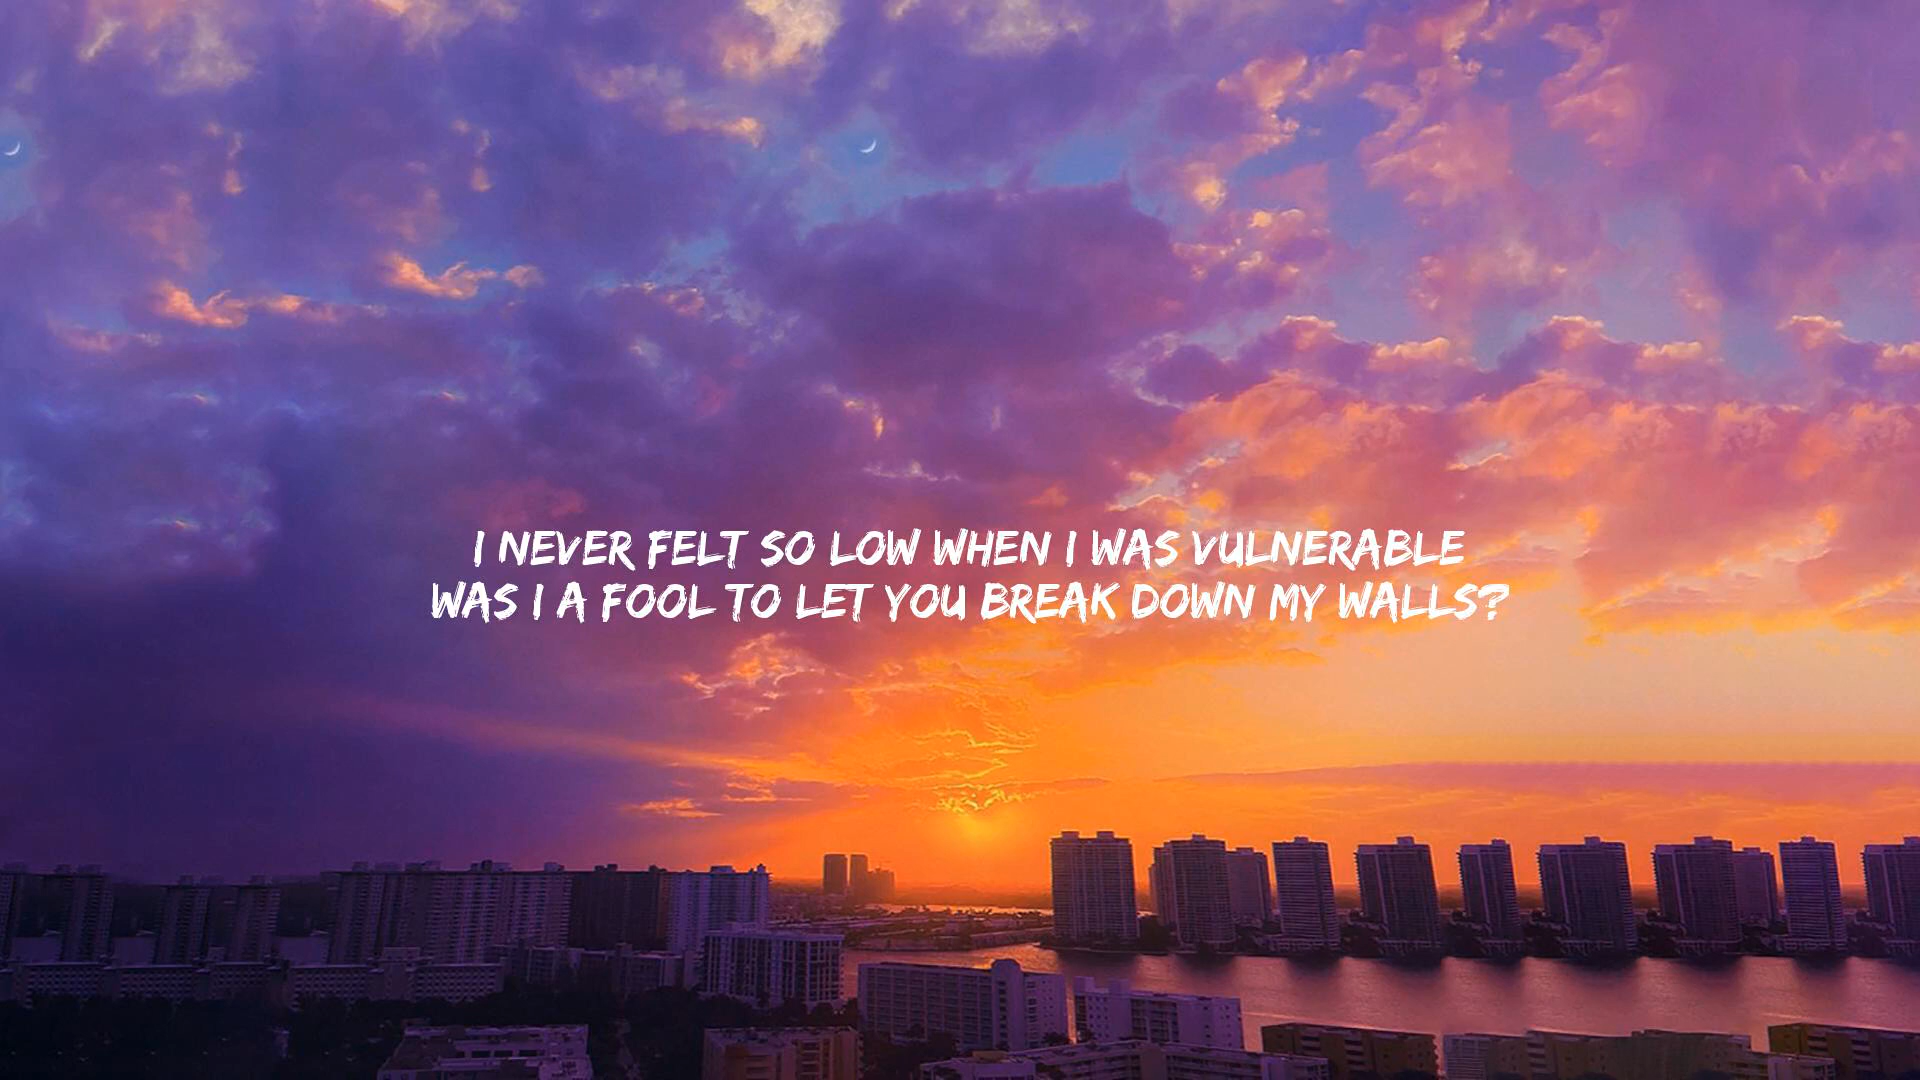 I NEVER FELT SO LOW WHEN I WAS VULNERABLE
WAS I A FOOL TO LET YOU BREAK DOWN MY WALLS?